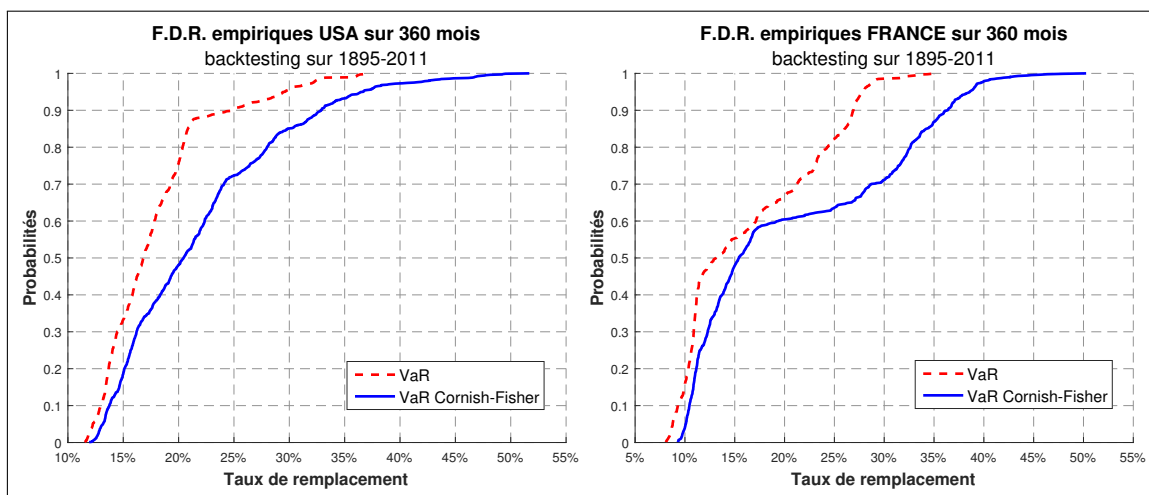 F.D.R. empiriques USA sur 360 mois
backtesting sur 1895-2011
1
0.9
0.8
0.7
0.6
0.5
0.4
0.3
0.2
0.1
0
Probabilités
VaR
VaR Cornish-Fisher
10% 15% 20% 25% 30% 35% 40% 45% 50% 55%
Taux de remplacement
F.D.R. empiriques FRANCE sur 360 mois
backtesting sur 1895-2011
1
0.9
0.8
0.7
0.6
0.5
0.4
0.3
0.2
0.1
0
Probabilités
VaR
VaR Cornish-Fisher
5% 10% 15% 20% 25% 30% 35% 40% 45% 50% 55%
Taux de remplacement